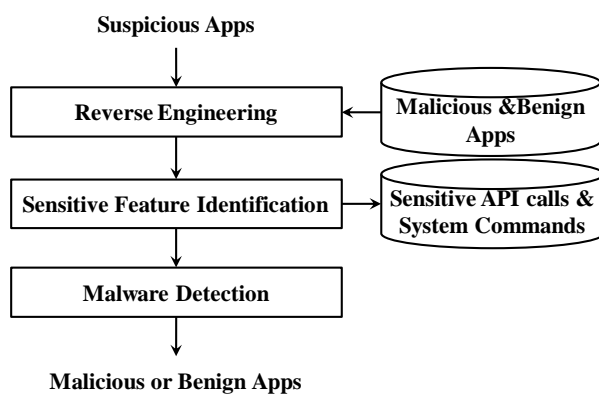 Suspicious Apps
Reverse Engineering
Malicious &Benign
Apps
Sensitive Feature Identification
Sensitive API calls &
System Commands
Malware Detection
Malicious or Benign Apps